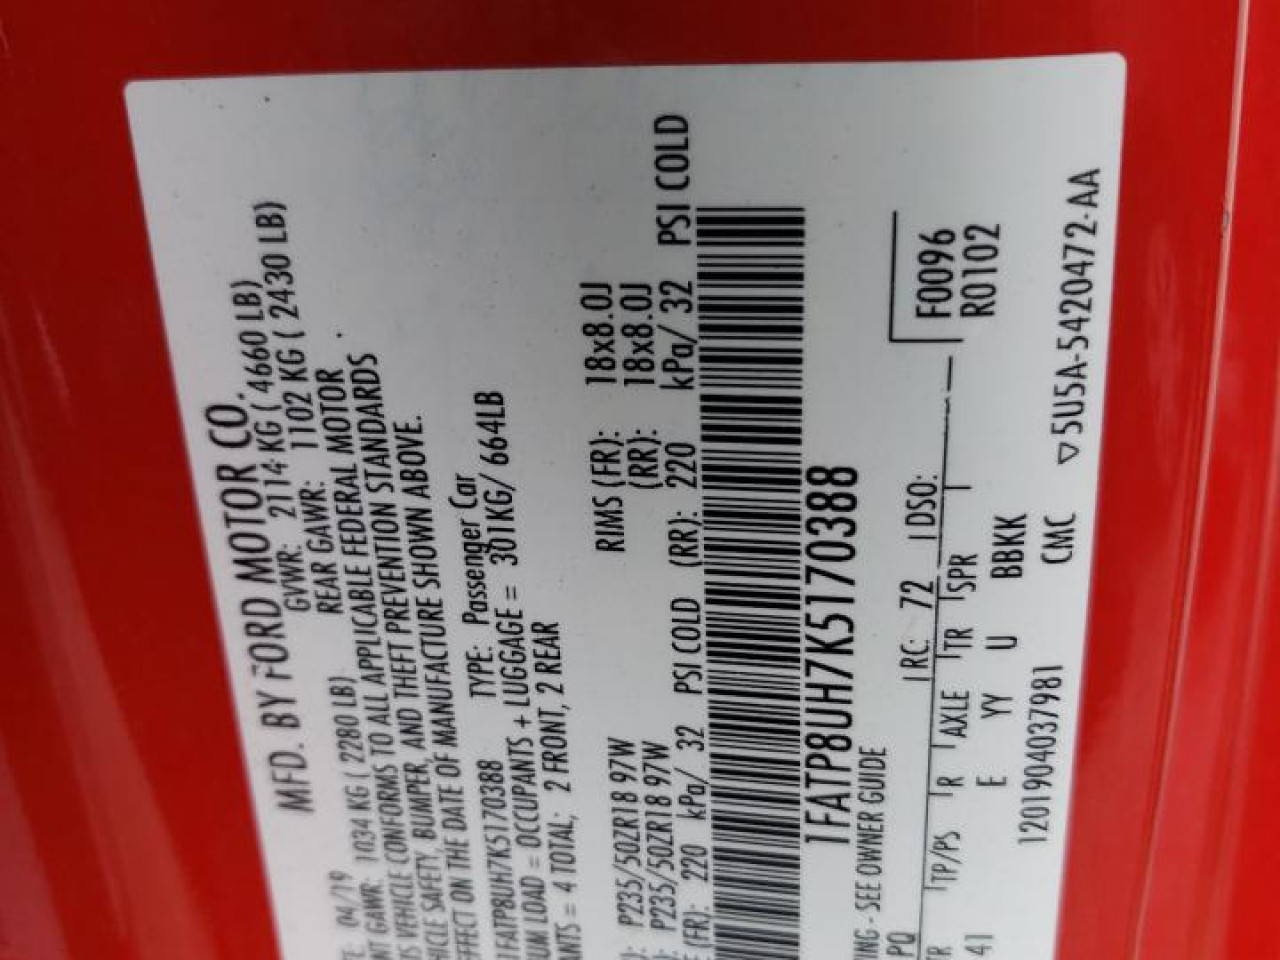 MFD. BY FORD MOTOR CO.
04/19 GVWR: 2114 KG ( 4660 LB)
GAWR: 1034 KG ( 2280 LB) REAR GAWR: 1102 KG ( 2430 LB)
VEHICLE CONFORMS TO ALL APPLICABLE FEDERAL MOTOR
SAFETY, BUMPER, AND THEFT PREVENTION STANDARDS
ON THE DATE OF MANUFACTURE SHOWN ABOVE.
1FATP8UH7K5170388 TYPE: Passenger Car
LOAD = OCCUPANTS + LUGGAGE = 301KG/ 664LB
= 4 TOTAL; 2 FRONT, 2 REAR
P235/50ZR18 97W RIMS (FR): 18x8.0J
P235/50ZR18 97W (RR): 18x8.0J
(FR): 220 kPa/ 32 PSI COLD (RR): 220 kPa/ 32 PSI COLD
1FATP8UH7K5170388
- SEE OWNER GUIDE
PQ RC: 72 DSO:
TR TP/PS R AXLE TR SPR
41 E YY U BBKK
F0096
R0102
1201904037981 CMC ▽5U5A-5420472-AA